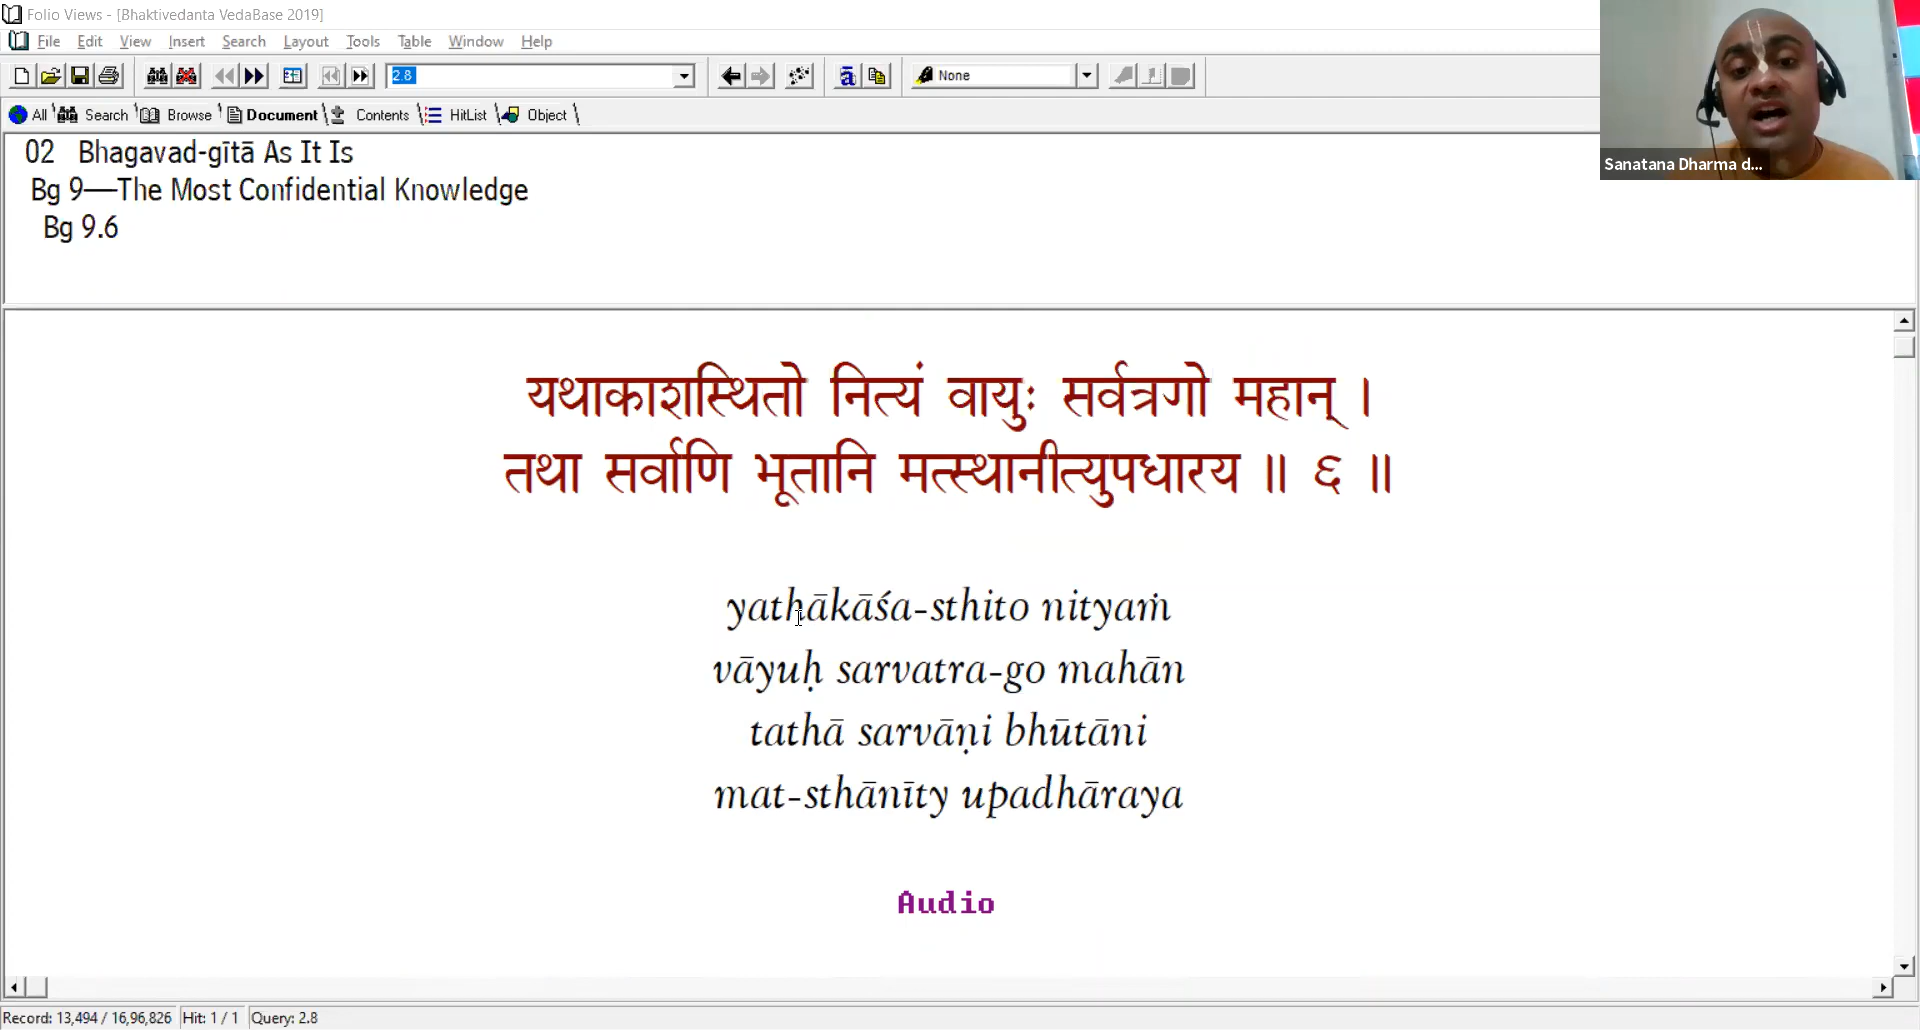 Folio Views - [Bhaktivedanta VedaBase 2019]
File Edit View Insert Search Layout Tools Table Window Help
2.8 None
All Search Browse Document Contents HitList Object
Sanatana Dharma d...
02 Bhagavad-gītā As It Is
Bg 9—The Most Confidential Knowledge
Bg 9.6
यथाकाशस्थितो नित्यं वायुः सर्वत्रगो महान् ।
तथा सर्वाणि भूतानि मत्स्थानीत्युपधारय ॥ ६ ॥
yathākāśa-sthito nityaṁ
vāyuḥ sarvatra-go mahān
tathā sarvāṇi bhūtāni
mat-sthānīty upadhāraya
Audio
Record: 13,494 / 16,96,826 Hit: 1 / 1 Query: 2.8